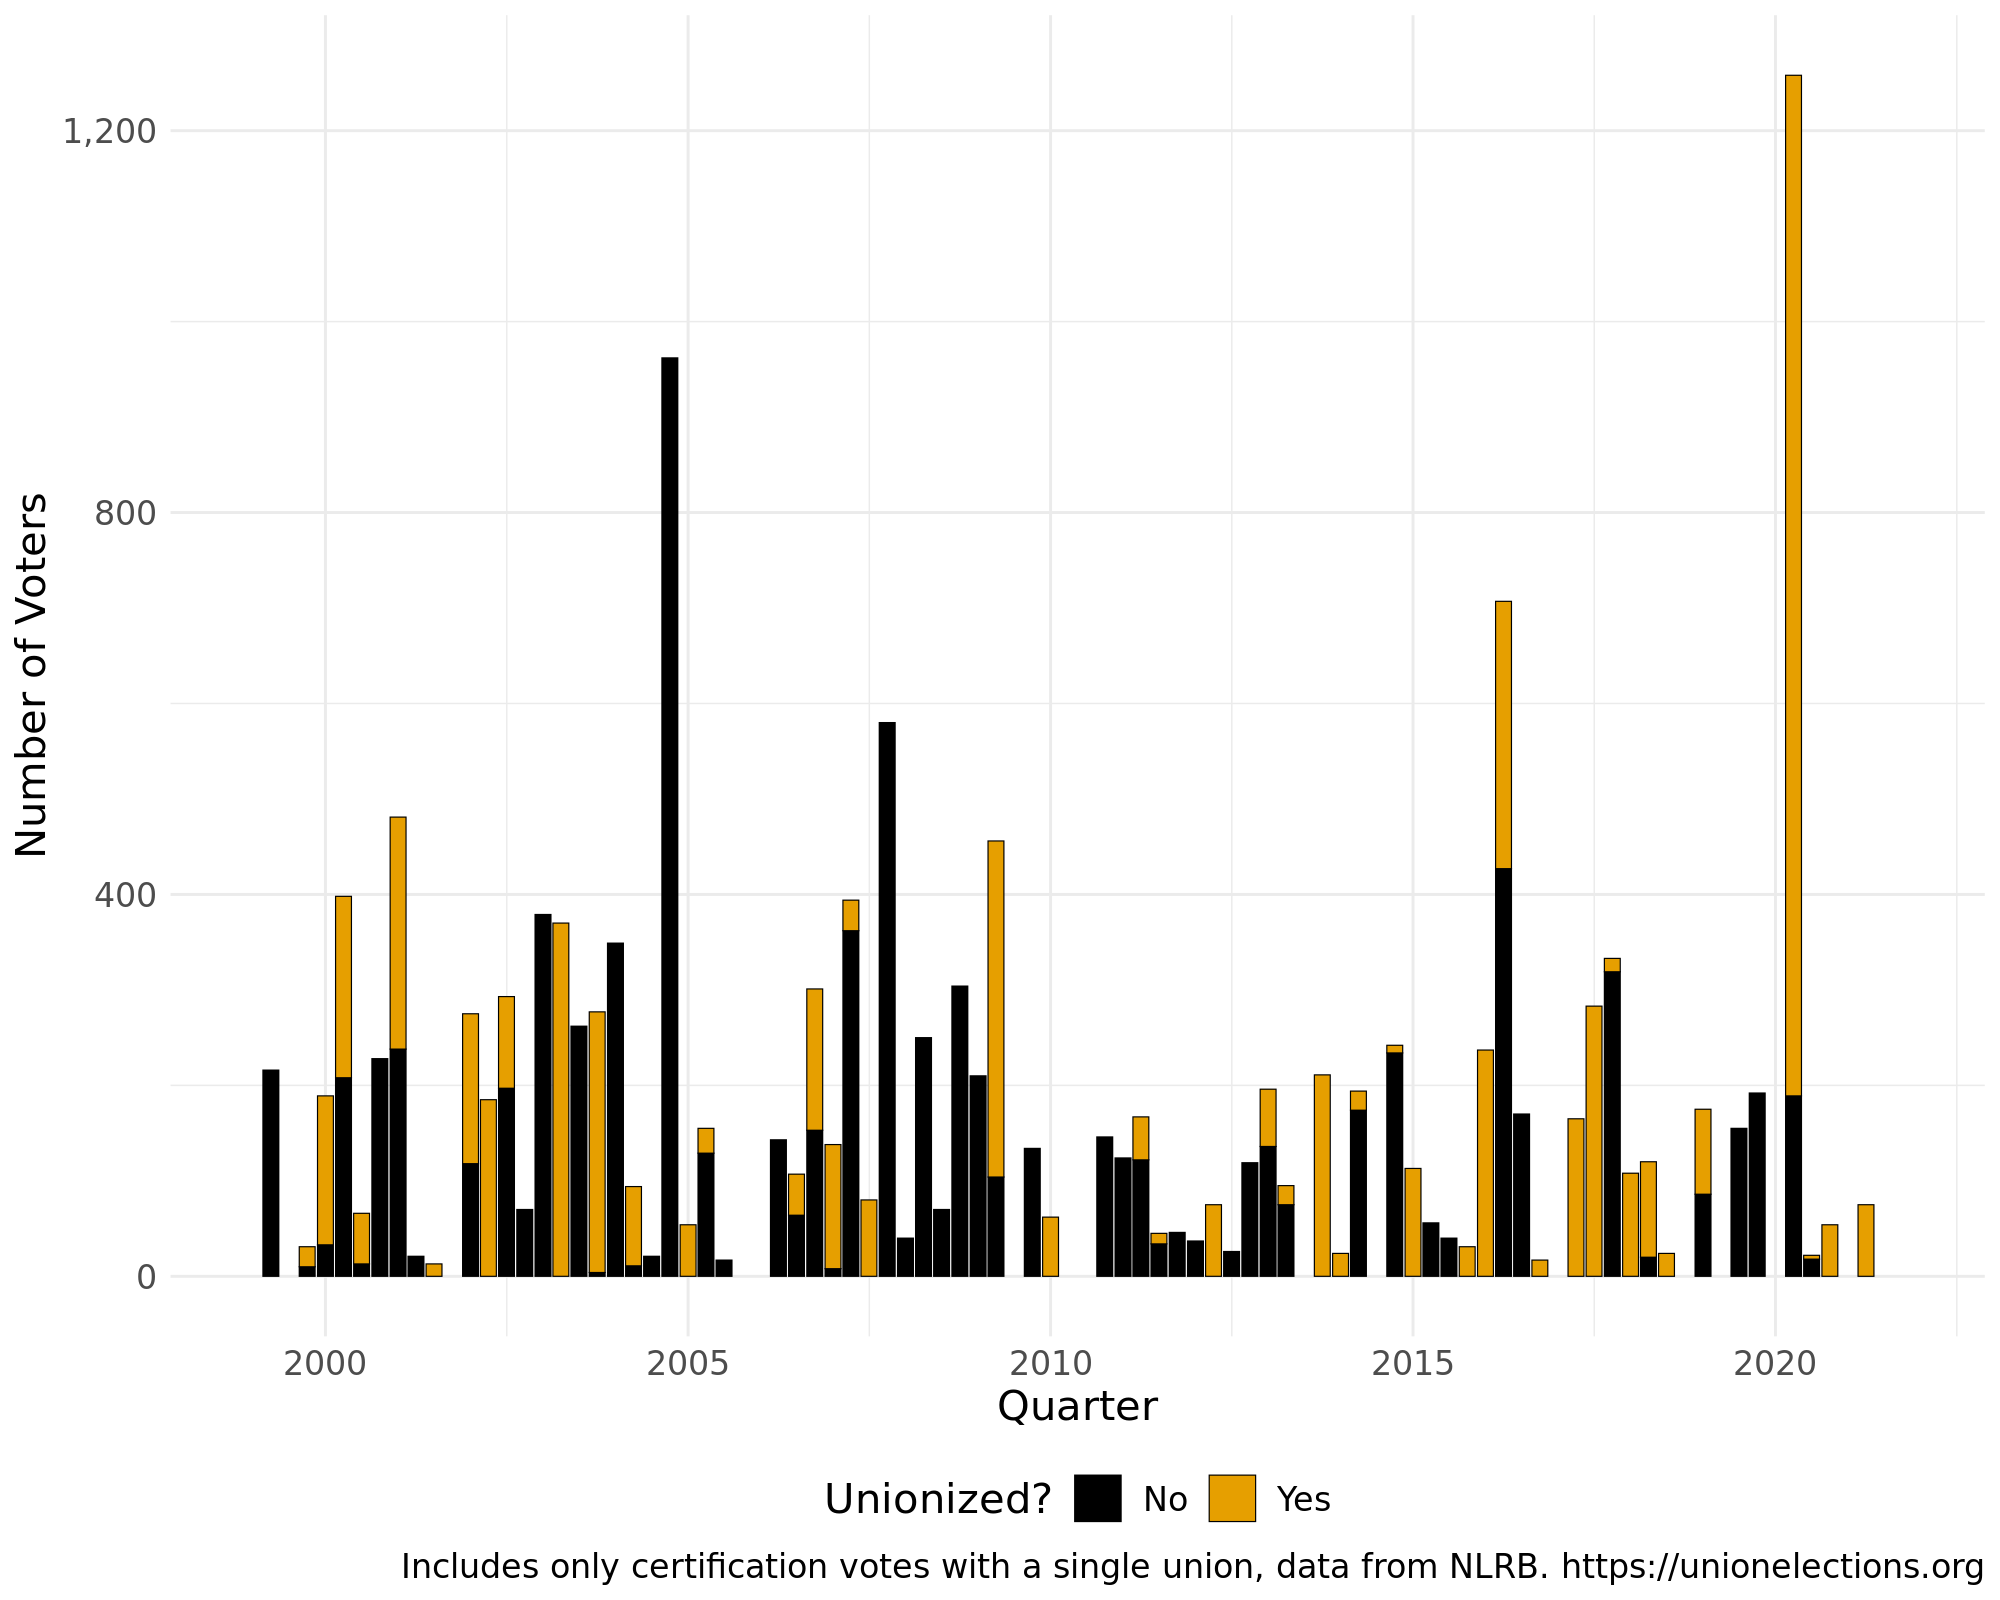 1,200
800
400
0
Number of Voters
2000 2005 2010 2015 2020
Quarter
Unionized? No Yes
Includes only certification votes with a single union, data from NLRB. https://unionelections.org